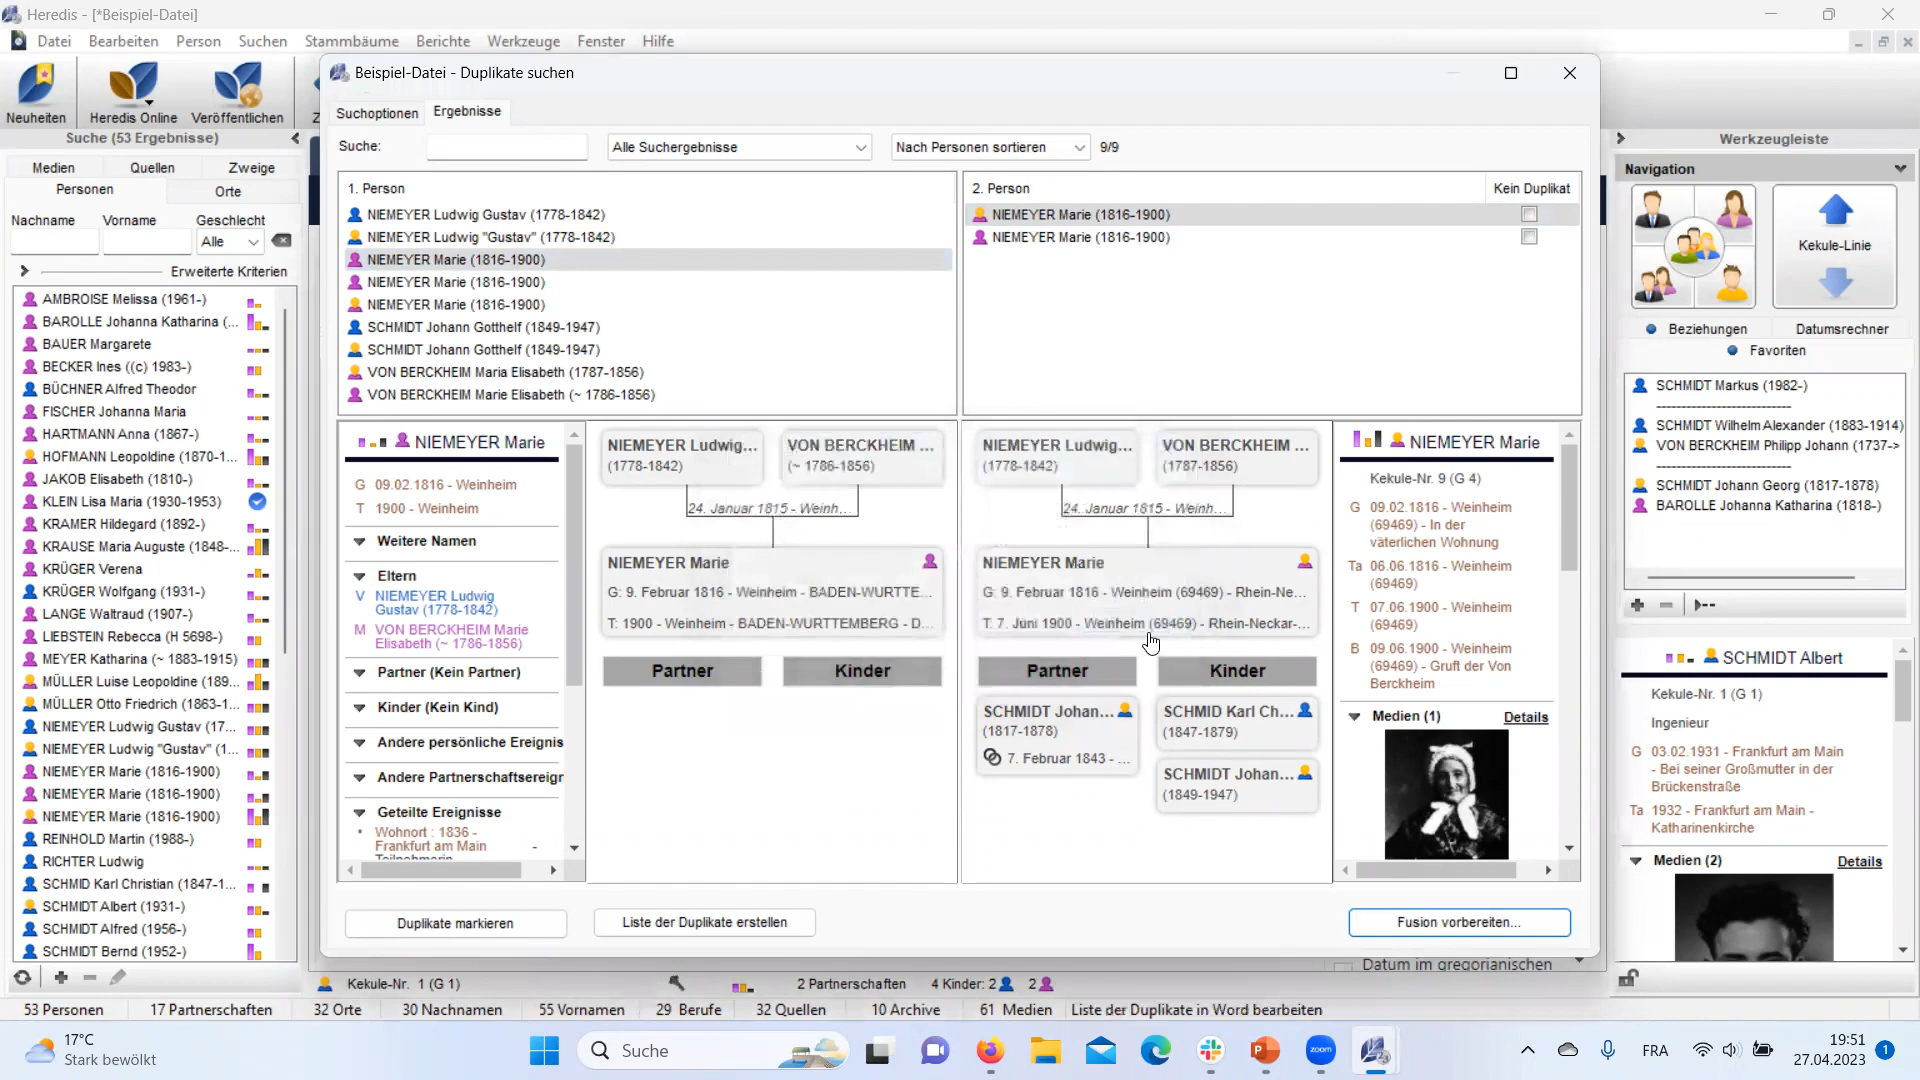 Heredis - [*Beispiel-Datei]
Datei Bearbeiten Person Suchen Stammbäume Berichte Werkzeuge Fenster Hilfe
Neuheiten Heredis Online Veröffentlichen
Suche (53 Ergebnisse)
Medien Quellen Zweige
Personen Orte
Nachname Vorname Geschlecht
Alle
Erweiterte Kriterien
AMBROISE Melissa (1961-)
BAROLLE Johanna Katharina (...
BAUER Margarete
BECKER Ines ((c) 1983-)
BÜCHNER Alfred Theodor
FISCHER Johanna Maria
HARTMANN Anna (1867-)
HOFMANN Leopoldine (1870-1...
JAKOB Elisabeth (1810-)
KLEIN Lisa Maria (1930-1953)
KRAMER Hildegard (1892-)
KRAUSE Maria Auguste (1848-...
KRÜGER Verena
KRÜGER Wolfgang (1931-)
LANGE Waltraud (1907-)
LIEBSTEIN Rebecca (H 5698-)
MEYER Katharina (~ 1883-1915)
MÜLLER Luise Leopoldine (189...
MÜLLER Otto Friedrich (1863-1...
NIEMEYER Ludwig Gustav (17...
NIEMEYER Ludwig "Gustav" (1...
NIEMEYER Marie (1816-1900)
NIEMEYER Marie (1816-1900)
NIEMEYER Marie (1816-1900)
REINHOLD Martin (1988-)
RICHTER Ludwig
SCHMID Karl Christian (1847-1...
SCHMIDT Albert (1931-)
SCHMIDT Alfred (1956-)
SCHMIDT Bernd (1952-)
Beispiel-Datei - Duplikate suchen
Suchoptionen Ergebnisse
Suche: Alle Suchergebnisse Nach Personen sortieren 9/9
1. Person
NIEMEYER Ludwig Gustav (1778-1842)
NIEMEYER Ludwig "Gustav" (1778-1842)
NIEMEYER Marie (1816-1900)
NIEMEYER Marie (1816-1900)
NIEMEYER Marie (1816-1900)
SCHMIDT Johann Gotthelf (1849-1947)
SCHMIDT Johann Gotthelf (1849-1947)
VON BERCKHEIM Maria Elisabeth (1787-1856)
VON BERCKHEIM Marie Elisabeth (~ 1786-1856)
2. Person Kein Duplikat
NIEMEYER Marie (1816-1900)
NIEMEYER Marie (1816-1900)
NIEMEYER Marie
G 09.02.1816 - Weinheim
T 1900 - Weinheim
Weitere Namen
Eltern
V NIEMEYER Ludwig
Gustav (1778-1842)
M VON BERCKHEIM Marie
Elisabeth (~ 1786-1856)
Partner (Kein Partner)
Kinder (Kein Kind)
Andere persönliche Ereignis
Andere Partnerschaftsereigr
Geteilte Ereignisse
Wohnort : 1836 -
Frankfurt am Main -
NIEMEYER Ludwig...
(1778-1842)
VON BERCKHEIM ...
(~ 1786-1856)
24. Januar 1815 - Weinh...
NIEMEYER Marie
G: 9. Februar 1816 - Weinheim - BADEN-WURTTE...
T: 1900 - Weinheim - BADEN-WURTTEMBERG - D...
Partner Kinder
NIEMEYER Ludwig...
(1778-1842)
VON BERCKHEIM ...
(1787-1856)
24. Januar 1815 - Weinh...
NIEMEYER Marie
G: 9. Februar 1816 - Weinheim (69469) - Rhein-Ne...
T: 7. Juni 1900 - Weinheim (69469) - Rhein-Neckar-...
Partner Kinder
SCHMIDT Johan...
(1817-1878)
7. Februar 1843 - ...
SCHMID Karl Ch...
(1847-1879)
SCHMIDT Johan...
(1849-1947)
NIEMEYER Marie
Kekule-Nr. 9 (G 4)
G 09.02.1816 - Weinheim
(69469) - In der
väterlichen Wohnung
Ta 06.06.1816 - Weinheim
(69469)
T 07.06.1900 - Weinheim
(69469)
B 09.06.1900 - Weinheim
(69469) - Gruft der Von
Berckheim
Medien (1) Details
Duplikate markieren Liste der Duplikate erstellen Fusion vorbereiten...
Datum im gregorianischen
Kekule-Nr. 1 (G 1) 2 Partnerschaften 4 Kinder: 2 2
Werkzeugleiste
Navigation
Kekule-Linie
Beziehungen Datumsrechner
Favoriten
SCHMIDT Markus (1982-)
----------------------------
SCHMIDT Wilhelm Alexander (1883-1914)
VON BERCKHEIM Philipp Johann (1737->
----------------------------
SCHMIDT Johann Georg (1817-1878)
BAROLLE Johanna Katharina (1818-)
SCHMIDT Albert
Kekule-Nr. 1 (G 1)
Ingenieur
G 03.02.1931 - Frankfurt am Main
- Bei seiner Großmutter in der
Brückenstraße
Ta 1932 - Frankfurt am Main -
Katharinenkirche
Medien (2) Details
53 Personen 17 Partnerschaften 32 Orte 30 Nachnamen 55 Vornamen 29 Berufe 32 Quellen 10 Archive 61 Medien Liste der Duplikate in Word bearbeiten
17°C
Stark bewölkt
Suche
zoom
FRA
19:51
27.04.2023
1